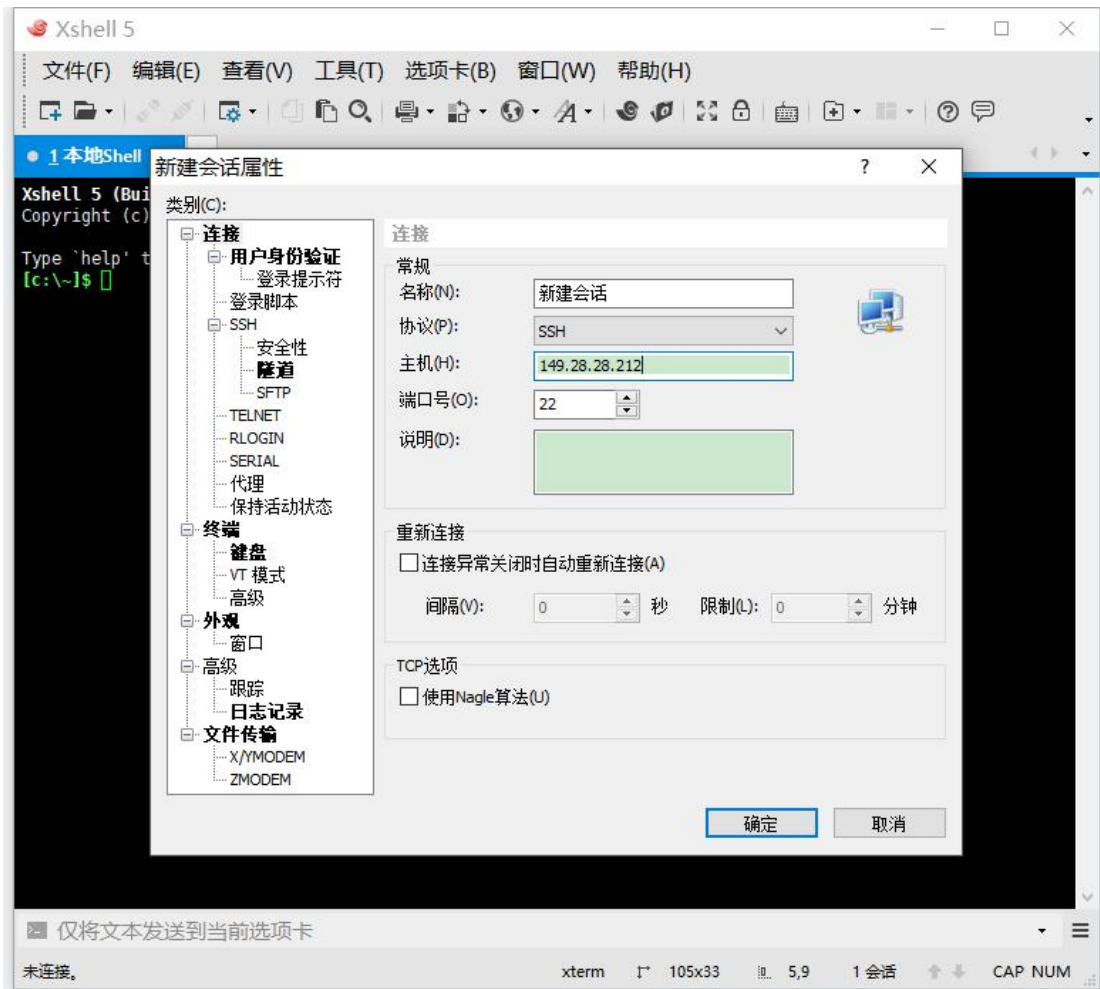 Xshell 5
文件(F) 编辑(E) 查看(V) 工具(T) 选项卡(B) 窗口(W) 帮助(H)
1 本地Shell
Xshell 5 (Bui
Copyright (c)
Type `help' t
[c:\~]$
新建会话属性
类别(C):
连接
用户身份验证
登录提示符
登录脚本
SSH
安全性
隧道
SFTP
TELNET
RLOGIN
SERIAL
代理
保持活动状态
终端
键盘
VT 模式
高级
外观
窗口
高级
跟踪
日志记录
文件传输
X/YMODEM
ZMODEM
连接
常规
名称(N): 新建会话
协议(P): SSH
主机(H): 149.28.28.212
端口号(O): 22
说明(D):
重新连接
连接异常关闭时自动重新连接(A)
间隔(V): 0 秒 限制(L): 0 分钟
TCP选项
使用Nagle算法(U)
确定 取消
仅将文本发送到当前选项卡
未连接。 xterm 105x33 5,9 1 会话 CAP NUM